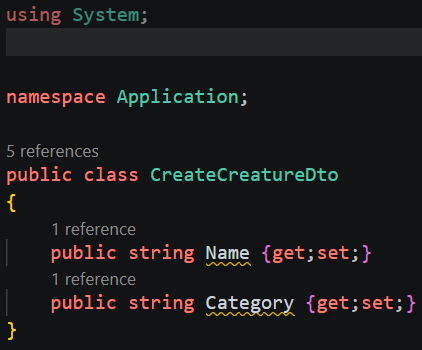 using System;
namespace Application;
5 references
public class CreateCreatureDto
{
1 reference
public string Name {get;set;}
1 reference
public string Category {get;set;}
}